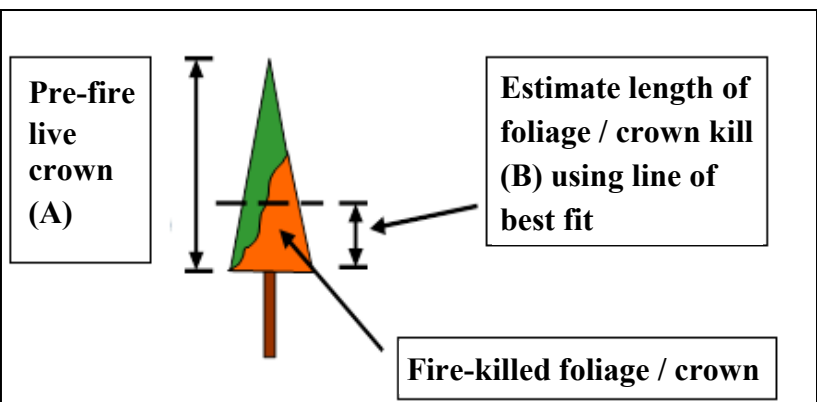 Pre-fire
live
crown
(A)
Estimate length of
foliage / crown kill
(B) using line of
best fit
Fire-killed foliage / crown